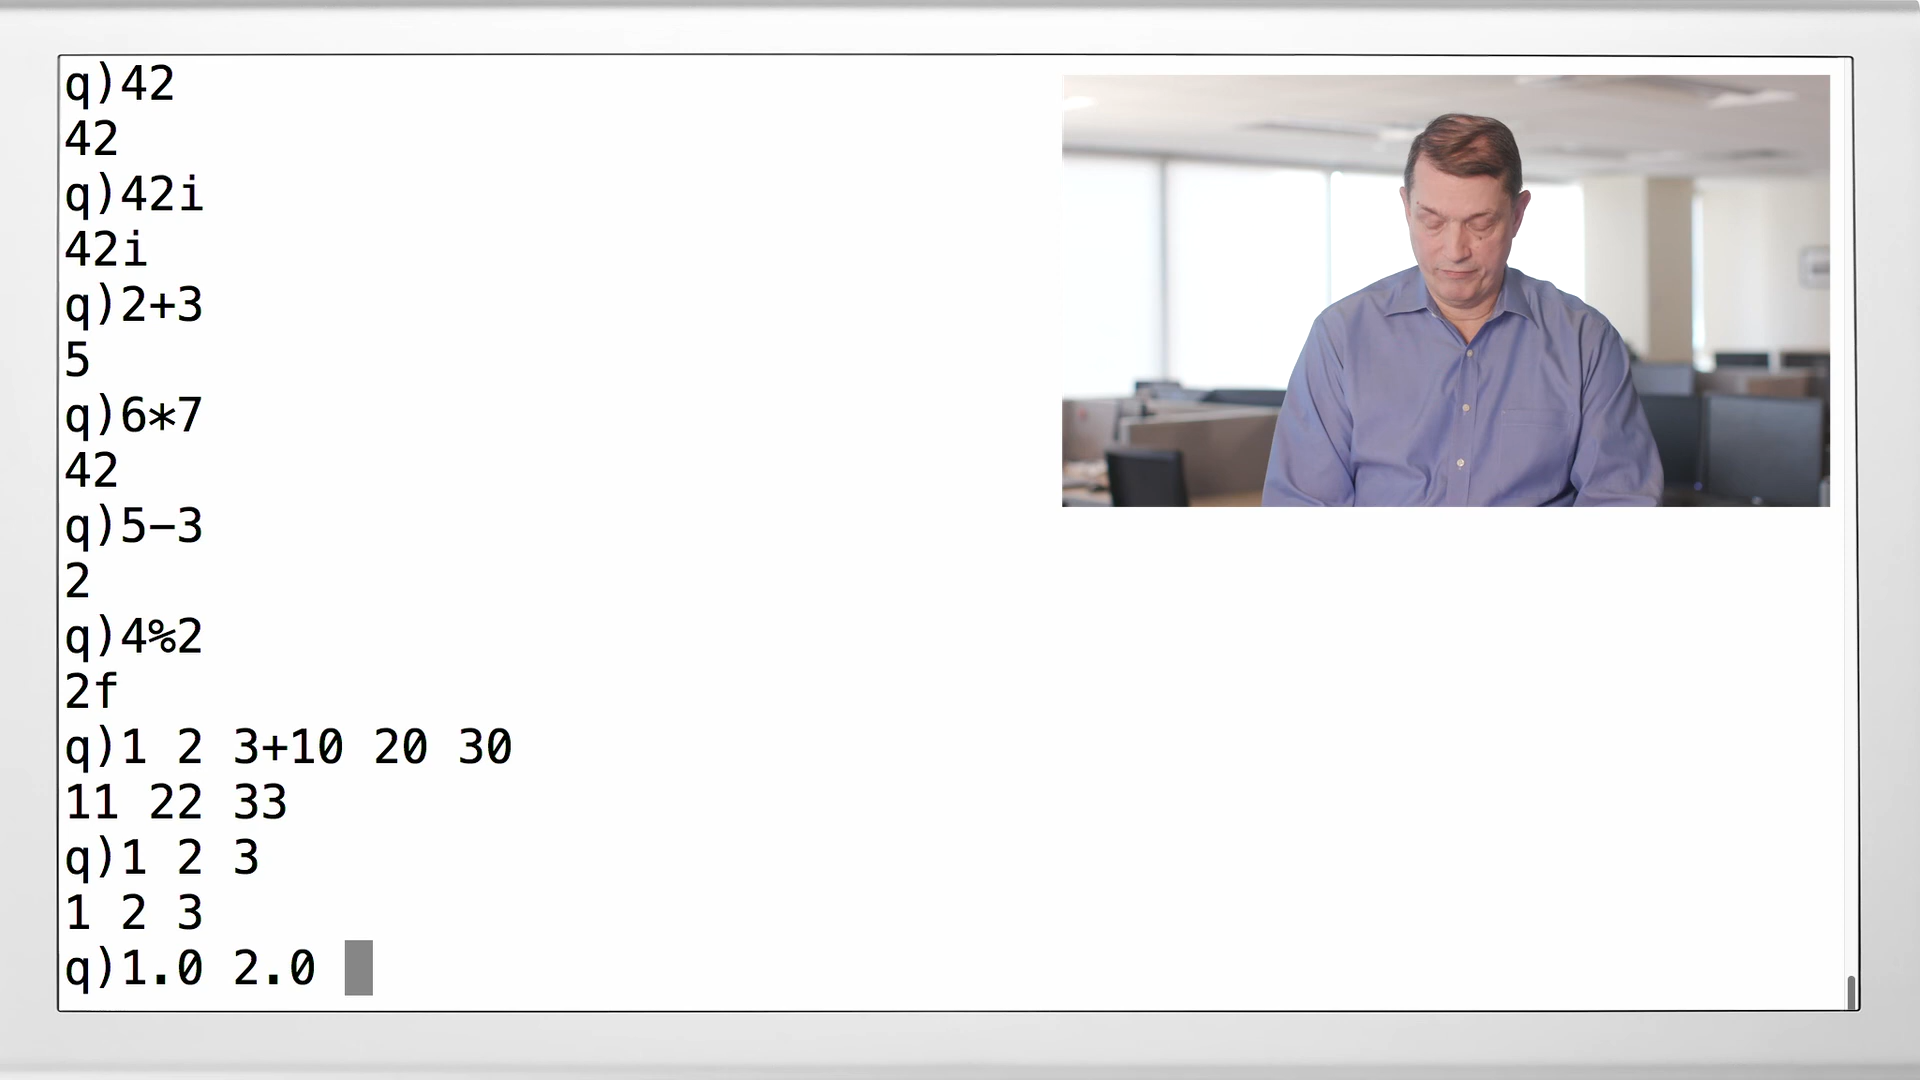 q)42
42
q)42i
42i
q)2+3
5
q)6*7
42
q)5-3
2
q)4%2
2f
q)1 2 3+10 20 30
11 22 33
q)1 2 3
1 2 3
q)1.0 2.0